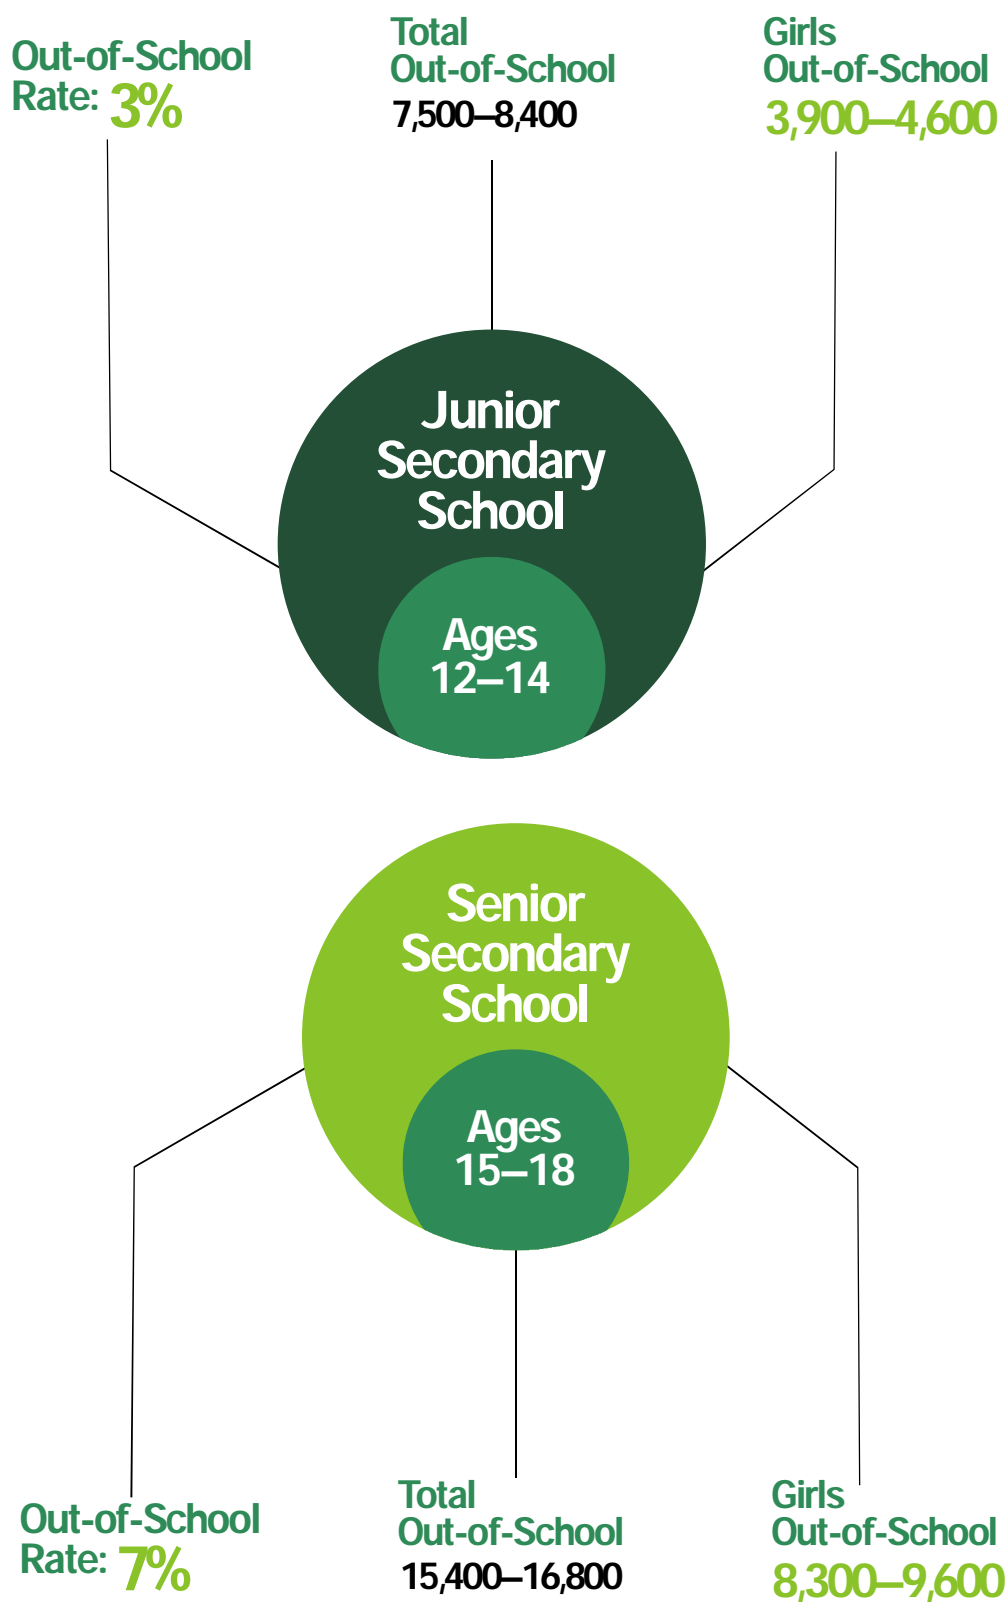 Out-of-School
Rate: 3%
Total
Out-of-School
7,500–8,400
Girls
Out-of-School
3,900–4,600
Junior
Secondary
School
Ages
12–14
Senior
Secondary
School
Ages
15–18
Out-of-School
Rate: 7%
Total
Out-of-School
15,400–16,800
Girls
Out-of-School
8,300–9,600